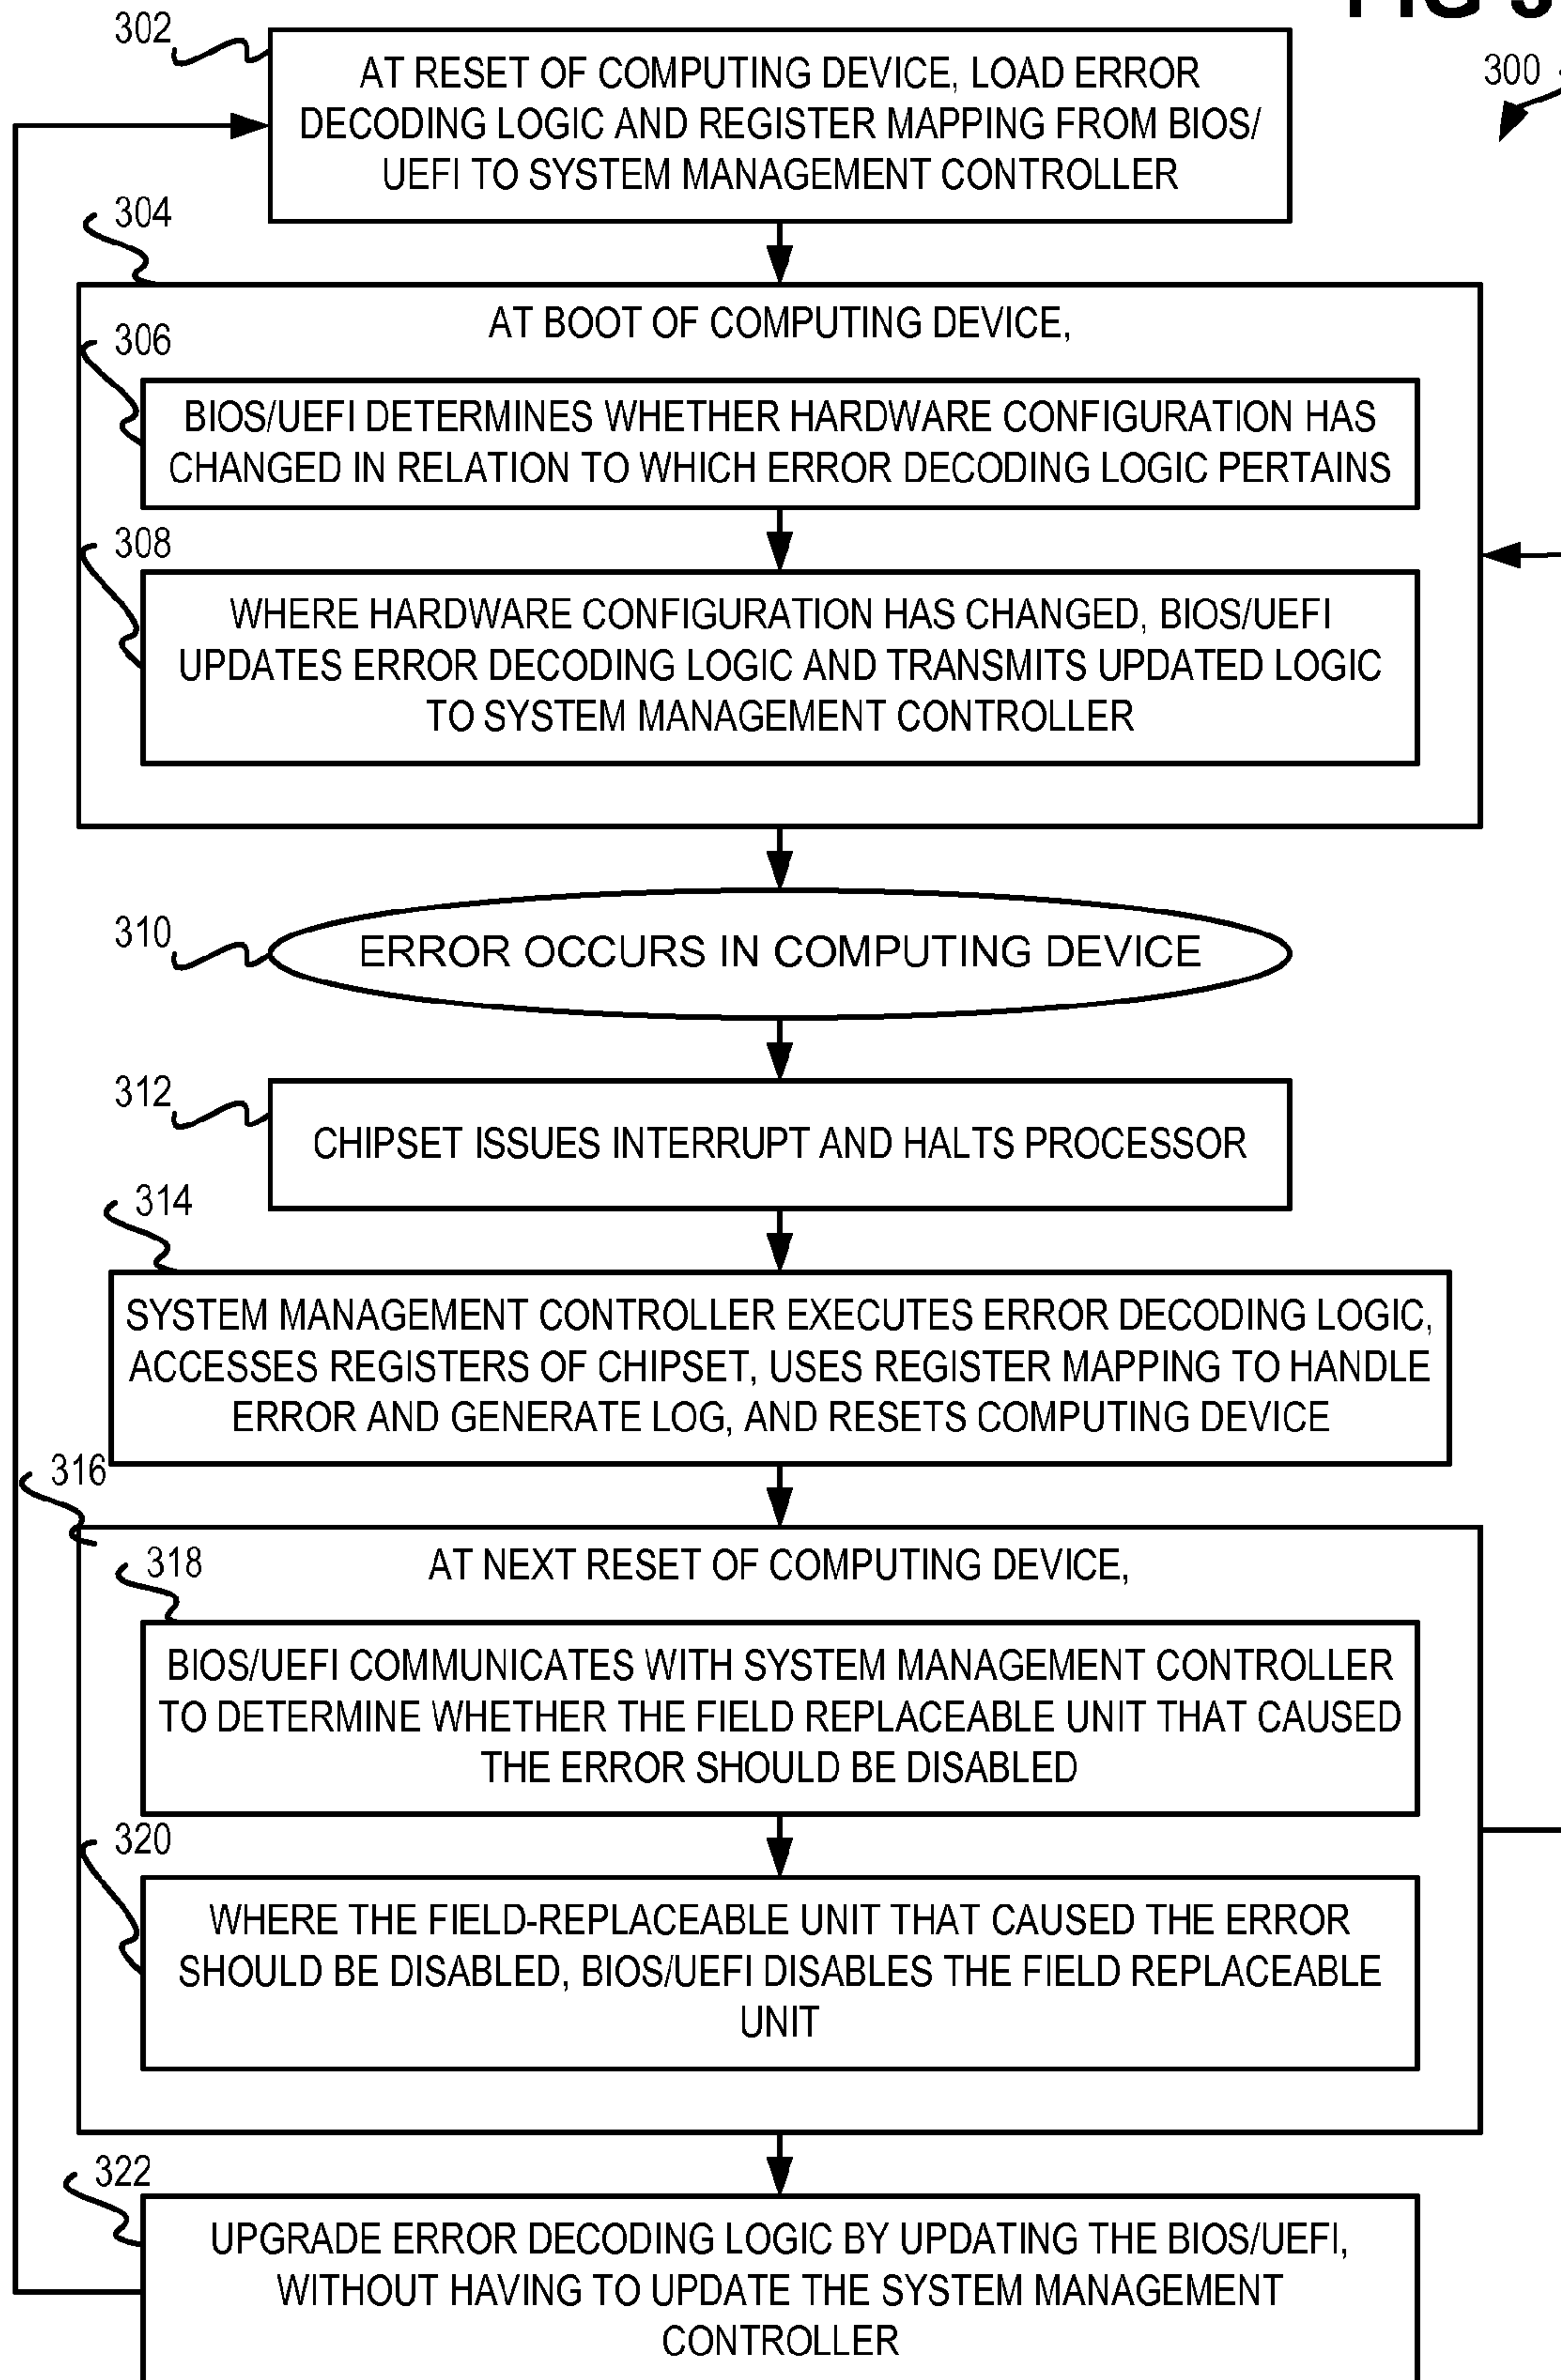 FIG 3
302
AT RESET OF COMPUTING DEVICE, LOAD ERROR
DECODING LOGIC AND REGISTER MAPPING FROM BIOS/
UEFI TO SYSTEM MANAGEMENT CONTROLLER
300
304
AT BOOT OF COMPUTING DEVICE,
306
BIOS/UEFI DETERMINES WHETHER HARDWARE CONFIGURATION HAS
CHANGED IN RELATION TO WHICH ERROR DECODING LOGIC PERTAINS
308
WHERE HARDWARE CONFIGURATION HAS CHANGED, BIOS/UEFI
UPDATES ERROR DECODING LOGIC AND TRANSMITS UPDATED LOGIC
TO SYSTEM MANAGEMENT CONTROLLER
310
ERROR OCCURS IN COMPUTING DEVICE
312
CHIPSET ISSUES INTERRUPT AND HALTS PROCESSOR
314
SYSTEM MANAGEMENT CONTROLLER EXECUTES ERROR DECODING LOGIC,
ACCESSES REGISTERS OF CHIPSET, USES REGISTER MAPPING TO HANDLE
ERROR AND GENERATE LOG, AND RESETS COMPUTING DEVICE
316
AT NEXT RESET OF COMPUTING DEVICE,
318
BIOS/UEFI COMMUNICATES WITH SYSTEM MANAGEMENT CONTROLLER
TO DETERMINE WHETHER THE FIELD REPLACEABLE UNIT THAT CAUSED
THE ERROR SHOULD BE DISABLED
320
WHERE THE FIELD-REPLACEABLE UNIT THAT CAUSED THE ERROR
SHOULD BE DISABLED, BIOS/UEFI DISABLES THE FIELD REPLACEABLE
UNIT
322
UPGRADE ERROR DECODING LOGIC BY UPDATING THE BIOS/UEFI,
WITHOUT HAVING TO UPDATE THE SYSTEM MANAGEMENT
CONTROLLER